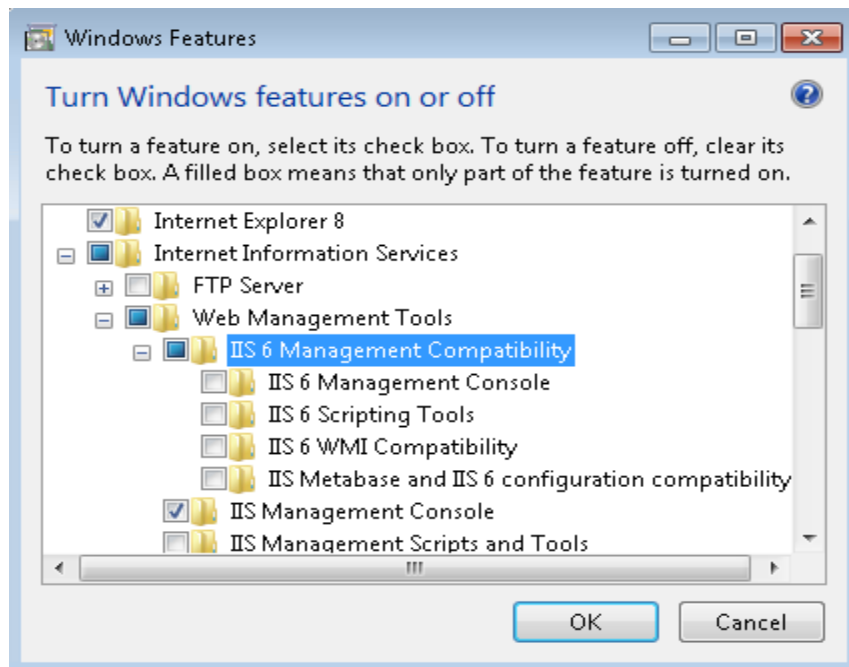 Windows Features
Turn Windows features on or off
To turn a feature on, select its check box. To turn a feature off, clear its
check box. A filled box means that only part of the feature is turned on.
Internet Explorer 8
Internet Information Services
FTP Server
Web Management Tools
IIS 6 Management Compatibility
IIS 6 Management Console
IIS 6 Scripting Tools
IIS 6 WMI Compatibility
IIS Metabase and IIS 6 configuration compatibility
IIS Management Console
IIS Management Scripts and Tools
OK
Cancel